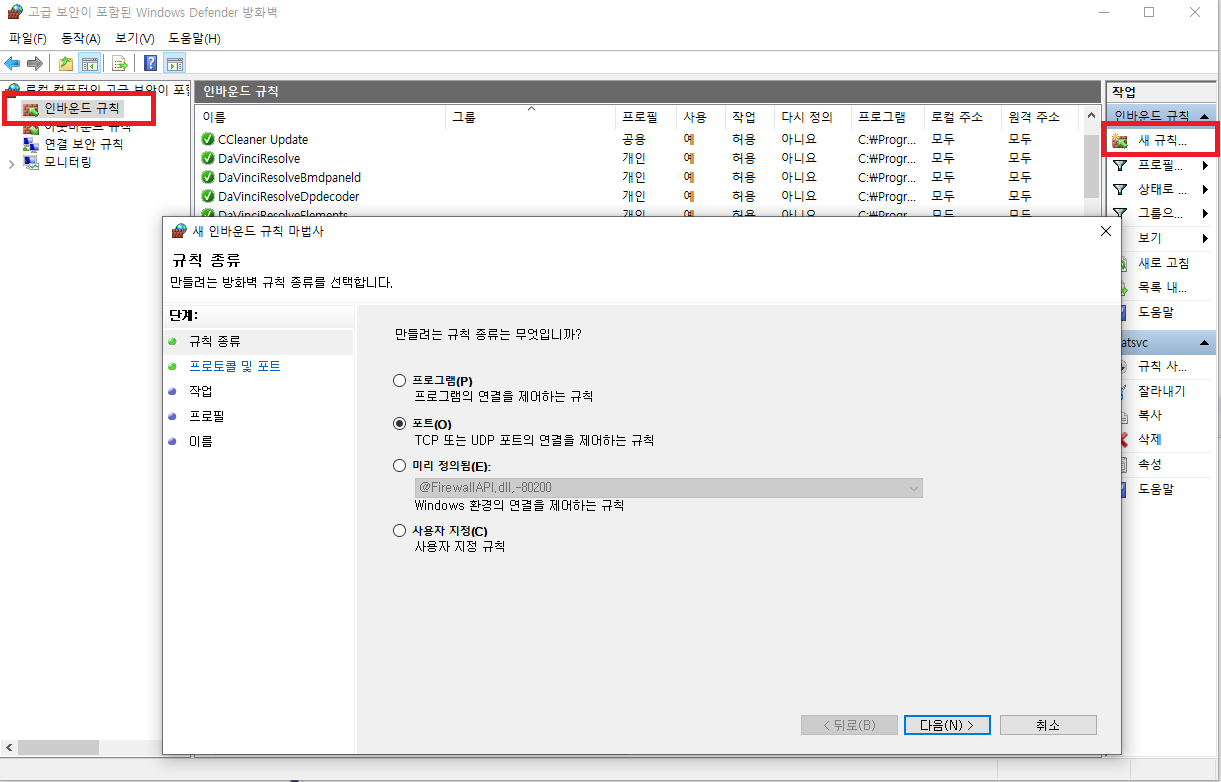 고급 보안이 포함된 Windows Defender 방화벽
파일(F) 동작(A) 보기(V) 도움말(H)
로컬 컴퓨터의 고급 보안이 포함
인바운드 규칙
아웃바운드 규칙
연결 보안 규칙
모니터링
인바운드 규칙
이름 그룹 프로필 사용 작업 다시 정의 프로그램 로컬 주소 원격 주소
CCleaner Update 공용 예 허용 아니요 C:₩Progr... 모두 모두
DaVinciResolve 개인 예 허용 아니요 C:₩Progr... 모두 모두
DaVinciResolveBmdpaneld 개인 예 허용 아니요 C:₩Progr... 모두 모두
DaVinciResolveDpdecoder 개인 예 허용 아니요 C:₩Progr... 모두 모두
DaVinciResolveElements 개인 예 허용 아니요 C:₩Progr... 모두 모두
작업
인바운드 규칙
새 규칙...
프로필...
상태로 ...
그룹으...
보기
새로 고침
목록 내...
도움말
atsvc
규칙 사...
잘라내기
복사
삭제
속성
도움말
새 인바운드 규칙 마법사
규칙 종류
만들려는 방화벽 규칙 종류를 선택합니다.
단계:
규칙 종류
프로토콜 및 포트
작업
프로필
이름
만들려는 규칙 종류는 무엇입니까?
프로그램(P)
프로그램의 연결을 제어하는 규칙
포트(O)
TCP 또는 UDP 포트의 연결을 제어하는 규칙
미리 정의됨(E):
@FirewallAPI.dll,-80200
Windows 환경의 연결을 제어하는 규칙
사용자 지정(C)
사용자 지정 규칙
< 뒤로(B) 다음(N) > 취소